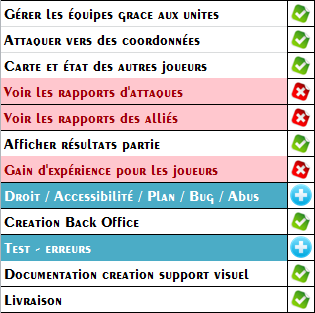 Gérer les équipes grace aux unites
Attaquer vers des coordonnées
Carte et état des autres joueurs
Voir les rapports d'attaques
Voir les rapports des alliés
Afficher résultats partie
Gain d'expérience pour les joueurs
Droit / Accessibilité / Plan / Bug / Abus
Creation Back Office
Test - erreurs
Documentation creation support visuel
Livraison